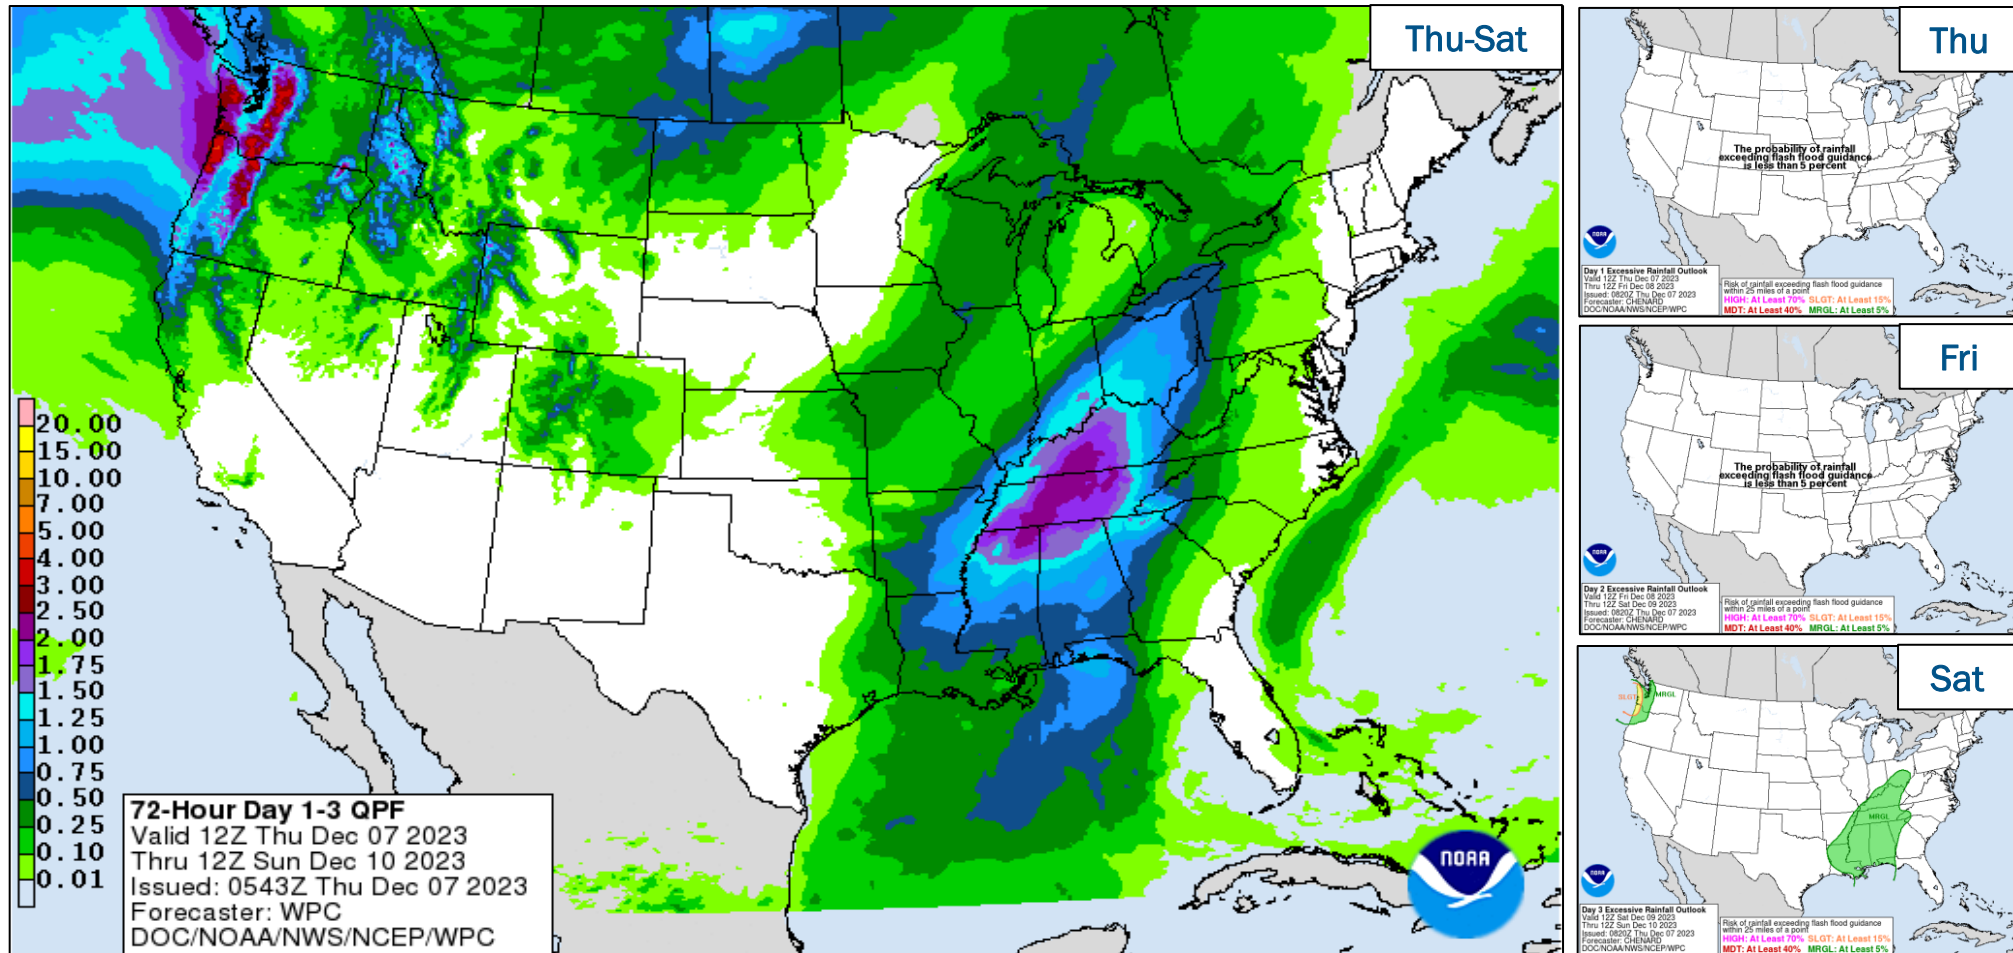 Thu-Sat
20.00
15.00
10.00
7.00
5.00
4.00
3.00
2.50
2.00
1.75
1.50
1.25
1.00
0.75
0.50
0.25
0.10
0.01
72-Hour Day 1-3 QPF
Valid 12Z Thu Dec 07 2023
Thru 12Z Sun Dec 10 2023
Issued: 0543Z Thu Dec 07 2023
Forecaster: WPC
DOC/NOAA/NWS/NCEP/WPC
NOAA
Thu
The probability of rainfall
exceeding flash flood guidance
is less than 5 percent
NOAA
Day 1 Excessive Rainfall Outlook
Valid 12Z Thu Dec 07 2023
Thru 12Z Fri Dec 08 2023
Issued: 0820Z Thu Dec 07 2023
Forecaster: CHENARD
DOC/NOAA/NWS/NCEP/WPC
Risk of rainfall exceeding flash flood guidance
within 25 miles of a point
HIGH: At Least 70% SLGT: At Least 15%
MDT: At Least 40% MRGL: At Least 5%
Fri
The probability of rainfall
exceeding flash flood guidance
is less than 5 percent
NOAA
Day 2 Excessive Rainfall Outlook
Valid 12Z Fri Dec 08 2023
Thru 12Z Sat Dec 09 2023
Issued: 0820Z Thu Dec 07 2023
Forecaster: CHENARD
DOC/NOAA/NWS/NCEP/WPC
Risk of rainfall exceeding flash flood guidance
within 25 miles of a point
HIGH: At Least 70% SLGT: At Least 15%
MDT: At Least 40% MRGL: At Least 5%
Sat
SLGT
MRGL
MRGL
NOAA
Day 3 Excessive Rainfall Outlook
Valid 12Z Sat Dec 09 2023
Thru 12Z Sun Dec 10 2023
Issued: 0820Z Thu Dec 07 2023
Forecaster: CHENARD
DOC/NOAA/NWS/NCEP/WPC
Risk of rainfall exceeding flash flood guidance
within 25 miles of a point
HIGH: At Least 70% SLGT: At Least 15%
MDT: At Least 40% MRGL: At Least 5%